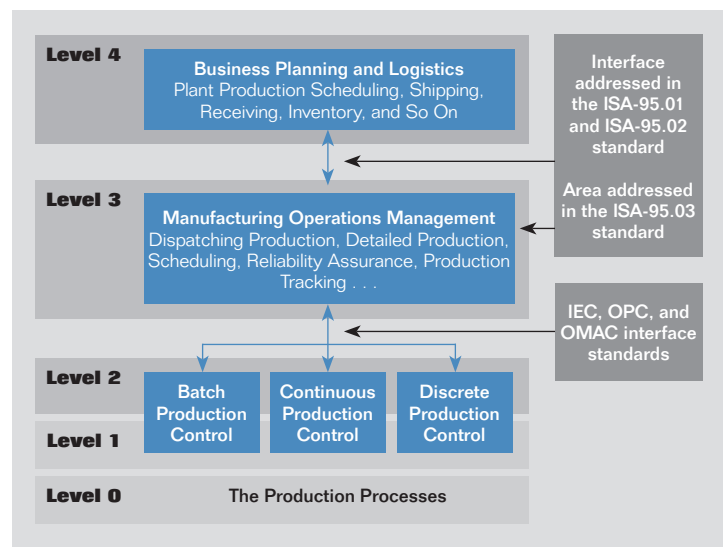 Level 4
Business Planning and Logistics
Plant Production Scheduling, Shipping,
Receiving, Inventory, and So On
Interface
addressed in
the ISA-95.01
and ISA-95.02
standard
Area addressed
in the ISA-95.03
standard
Level 3
Manufacturing Operations Management
Dispatching Production, Detailed Production,
Scheduling, Reliability Assurance, Production
Tracking . . .
IEC, OPC, and
OMAC interface
standards
Level 2
Batch
Production
Control
Continuous
Production
Control
Discrete
Production
Control
Level 1
Level 0
The Production Processes